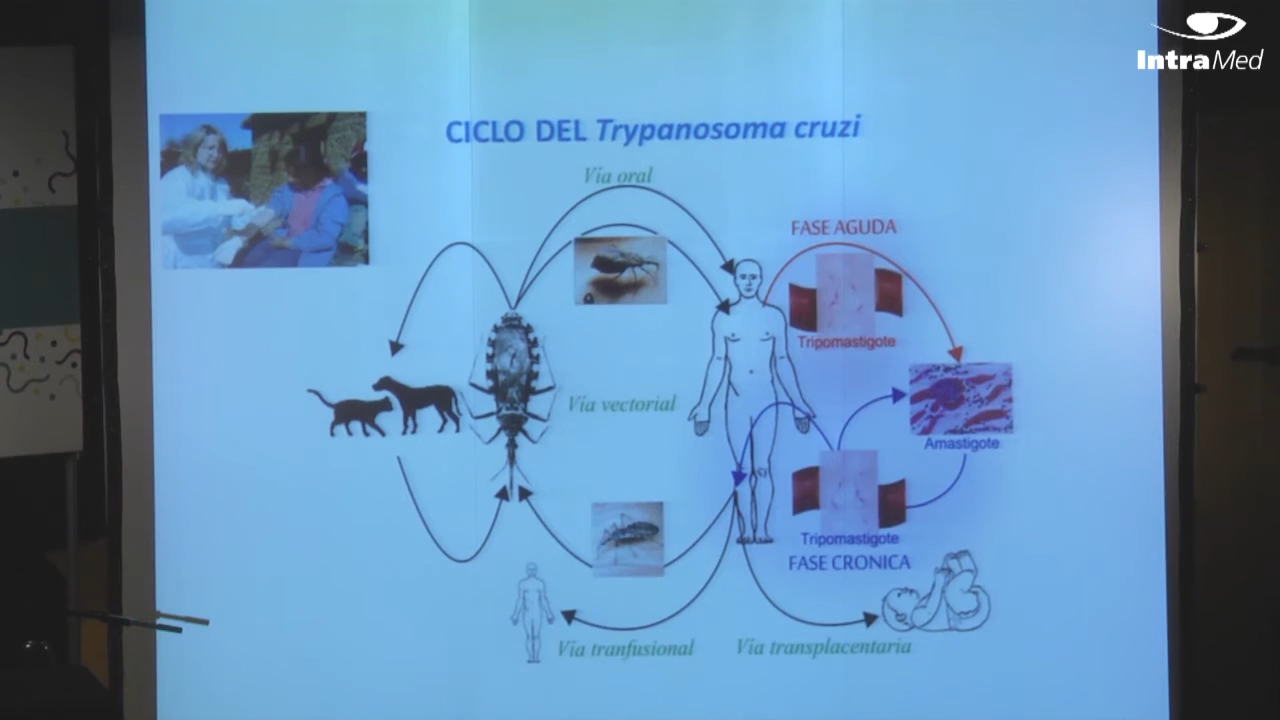 IntraMed
CICLO DEL Trypanosoma cruzi
Vía oral
FASE AGUDA
Tripomastigote
Vía vectorial
Amastigote
Tripomastigote
FASE CRONICA
Vía tranfusional
Vía transplacentaria